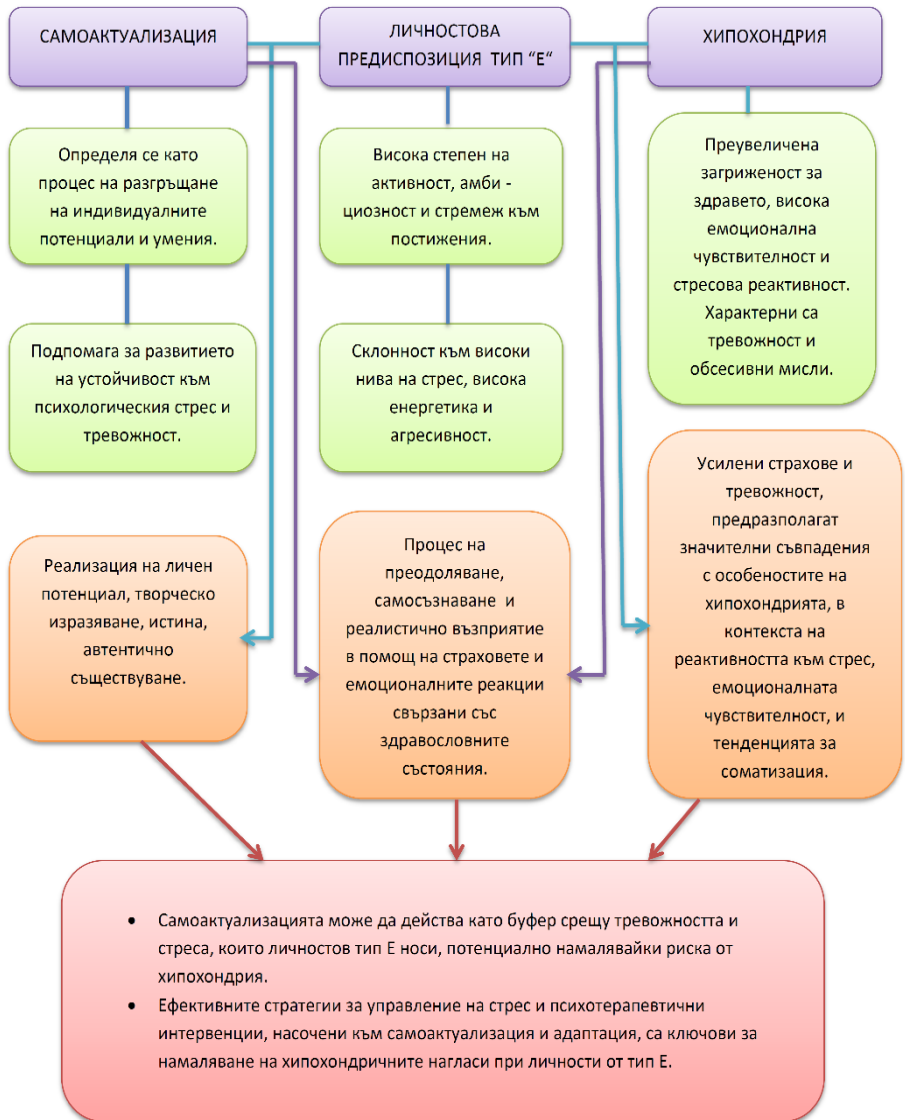 САМОАКТУАЛИЗАЦИЯ
ЛИЧНОСТОВА
ПРЕДИСПОЗИЦИЯ ТИП “Е“
ХИПОХОНДРИЯ
Определя се като
процес на разгръщане
на индивидуалните
потенциали и умения.
Висока степен на
активност, амби -
циозност и стремеж към
постижения.
Преувеличена
загриженост за
здравето, висока
емоционална
чувствителност и
стресова реактивност.
Характерни са
тревожност и
обсесивни мисли.
Подпомага за развитието
на устойчивост към
психологическия стрес и
тревожност.
Склонност към високи
нива на стрес, висока
енергетика и
агресивност.
Реализация на личен
потенциал, творческо
изразяване, истина,
автентично
съществуване.
Процес на
преодоляване,
самосъзнаване и
реалистично възприятие
в помощ на страховете и
емоционалните реакции
свързани със
здравословните
състояния.
Усилени страхове и
тревожност,
предразполагат
значителни съвпадения
с особеностите на
хипохондрията, в
контекста на
реактивността към стрес,
емоционалната
чувствителност, и
тенденцията за
соматизация.
• Самоактуализацията може да действа като буфер срещу тревожността и
стреса, които личностов тип Е носи, потенциално намалявайки риска от
хипохондрия.
• Ефективните стратегии за управление на стрес и психотерапевтични
интервенции, насочени към самоактуализация и адаптация, са ключови за
намаляване на хипохондричните нагласи при личности от тип Е.